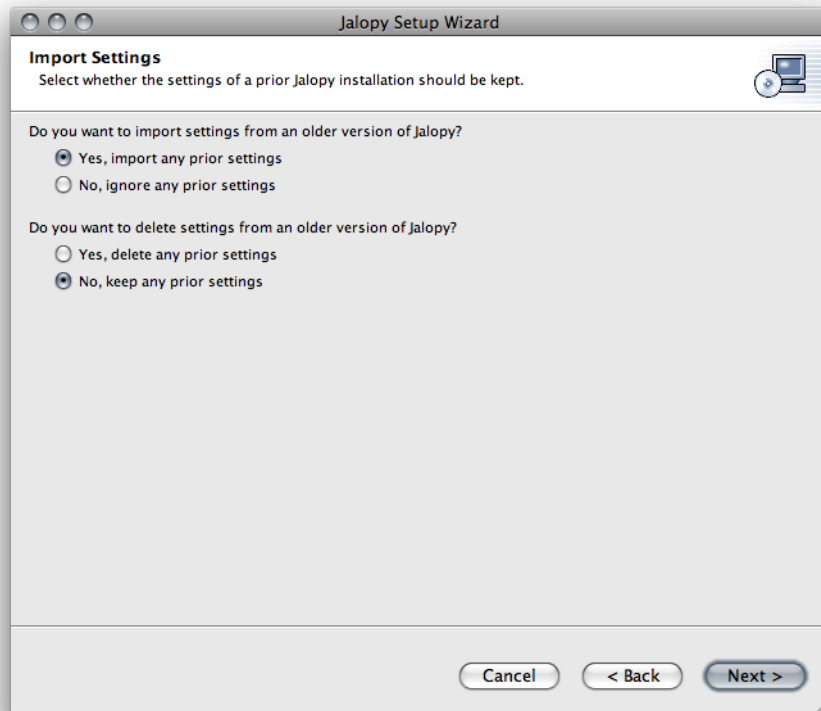 Jalopy Setup Wizard
Import Settings
Select whether the settings of a prior Jalopy installation should be kept.
Do you want to import settings from an older version of Jalopy?
Yes, import any prior settings
No, ignore any prior settings
Do you want to delete settings from an older version of Jalopy?
Yes, delete any prior settings
No, keep any prior settings
Cancel
< Back
Next >